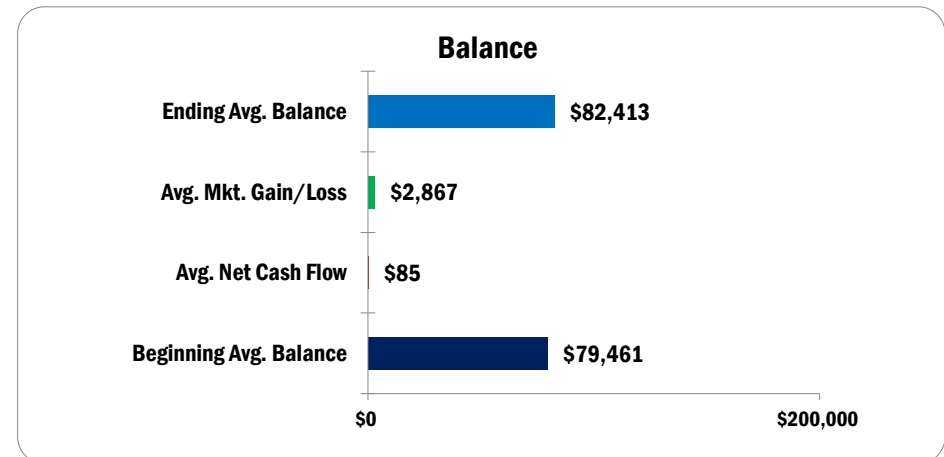 Balance
Ending Avg. Balance $82,413
Avg. Mkt. Gain/Loss $2,867
Avg. Net Cash Flow $85
Beginning Avg. Balance $79,461
$0 $200,000